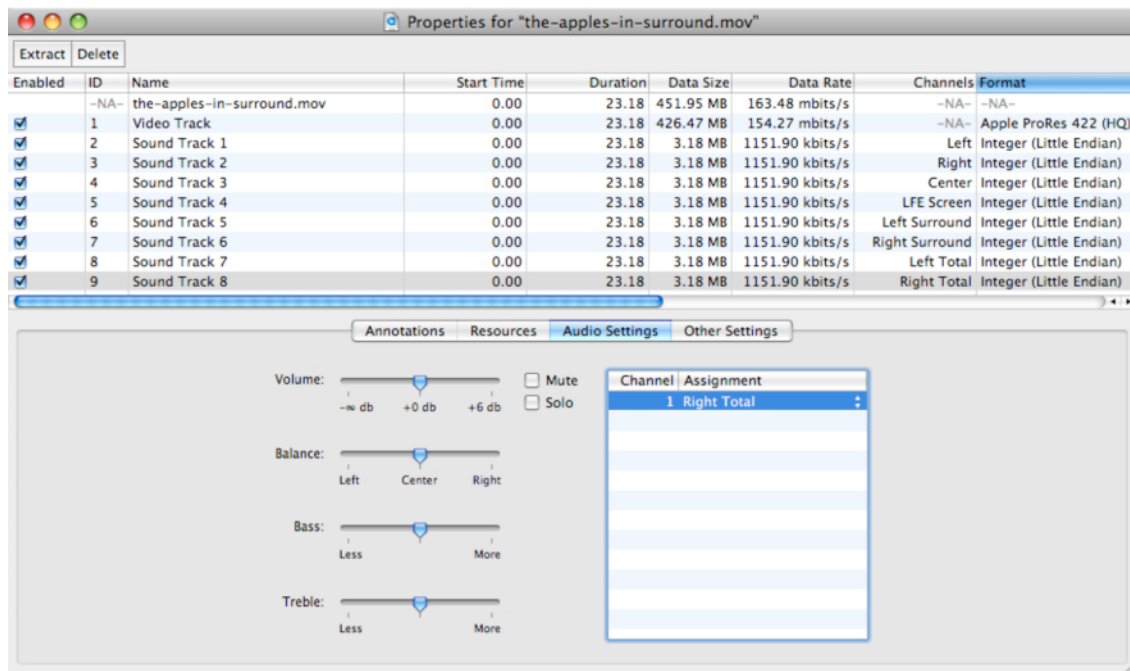 Properties for "the-apples-in-surround.mov"
Extract Delete
Enabled ID Name Start Time Duration Data Size Data Rate Channels Format
-NA- the-apples-in-surround.mov 0.00 23.18 451.95 MB 163.48 mbits/s -NA- -NA-
1 Video Track 0.00 23.18 426.47 MB 154.27 mbits/s -NA- Apple ProRes 422 (HQ)
2 Sound Track 1 0.00 23.18 3.18 MB 1151.90 kbits/s Left Integer (Little Endian)
3 Sound Track 2 0.00 23.18 3.18 MB 1151.90 kbits/s Right Integer (Little Endian)
4 Sound Track 3 0.00 23.18 3.18 MB 1151.90 kbits/s Center Integer (Little Endian)
5 Sound Track 4 0.00 23.18 3.18 MB 1151.90 kbits/s LFE Screen Integer (Little Endian)
6 Sound Track 5 0.00 23.18 3.18 MB 1151.90 kbits/s Left Surround Integer (Little Endian)
7 Sound Track 6 0.00 23.18 3.18 MB 1151.90 kbits/s Right Surround Integer (Little Endian)
8 Sound Track 7 0.00 23.18 3.18 MB 1151.90 kbits/s Left Total Integer (Little Endian)
9 Sound Track 8 0.00 23.18 3.18 MB 1151.90 kbits/s Right Total Integer (Little Endian)
Annotations Resources Audio Settings Other Settings
Volume: Mute Channel Assignment
-∞ db +0 db +6 db Solo 1 Right Total
Balance:
Left Center Right
Bass:
Less More
Treble:
Less More